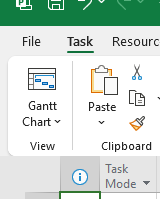 File Task Resourc
Gantt Paste
Chart
View Clipboard
Task
Mode